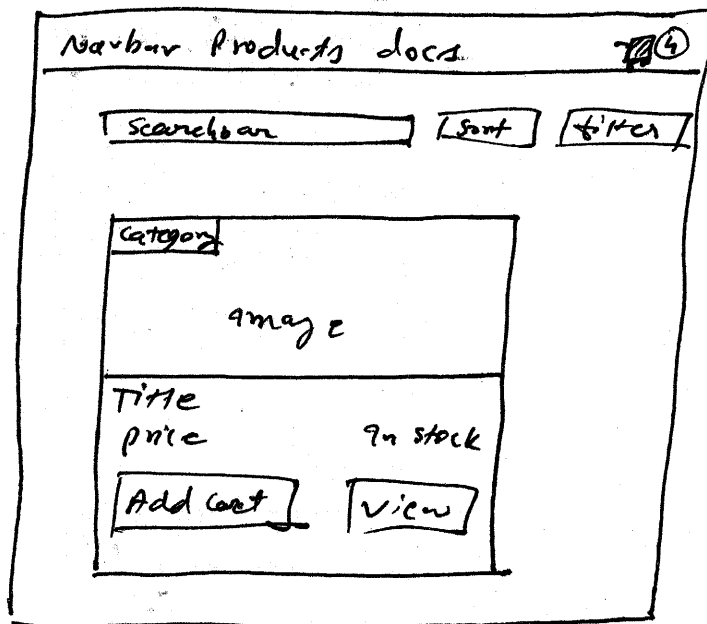 Navbar Products docs 4
Searchbar Sort filter
Category
image
Title
price In stock
Add cart View